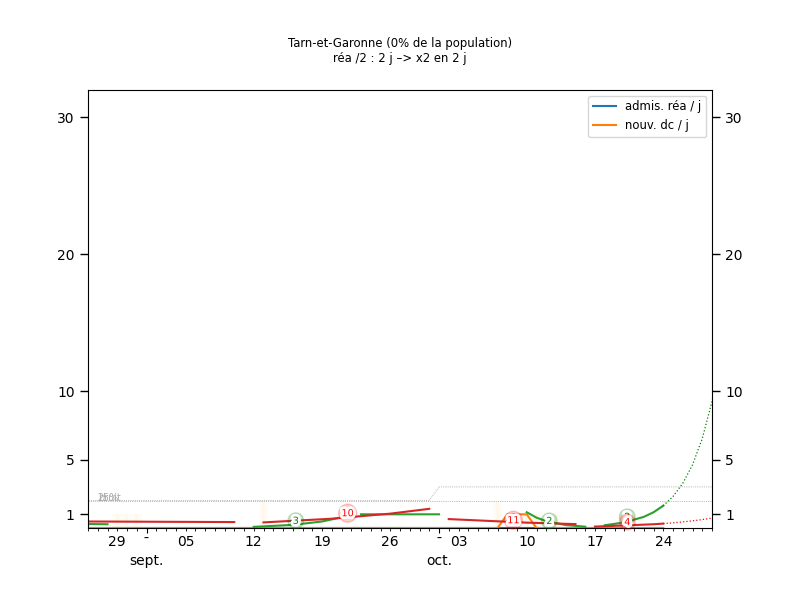 Tarn-et-Garonne (0% de la population)
réa /2 : 2 j –> x2 en 2 j
admis. réa / j
nouv. dc / j
30 30
20 20
10 10
5 5
1 1
3 10 11 2 4
29 - 05 12 19 26 - 03 10 17 24
sept. oct.